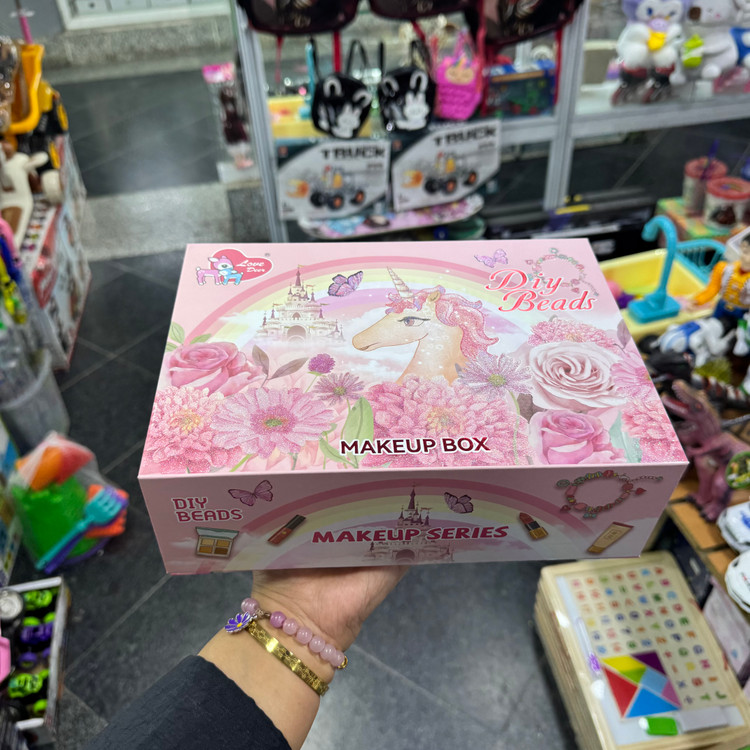 TRUCK
TRUCK
Love
Deer
Diy
Beads
MAKEUP BOX
DIY
BEADS
MAKEUP SERIES